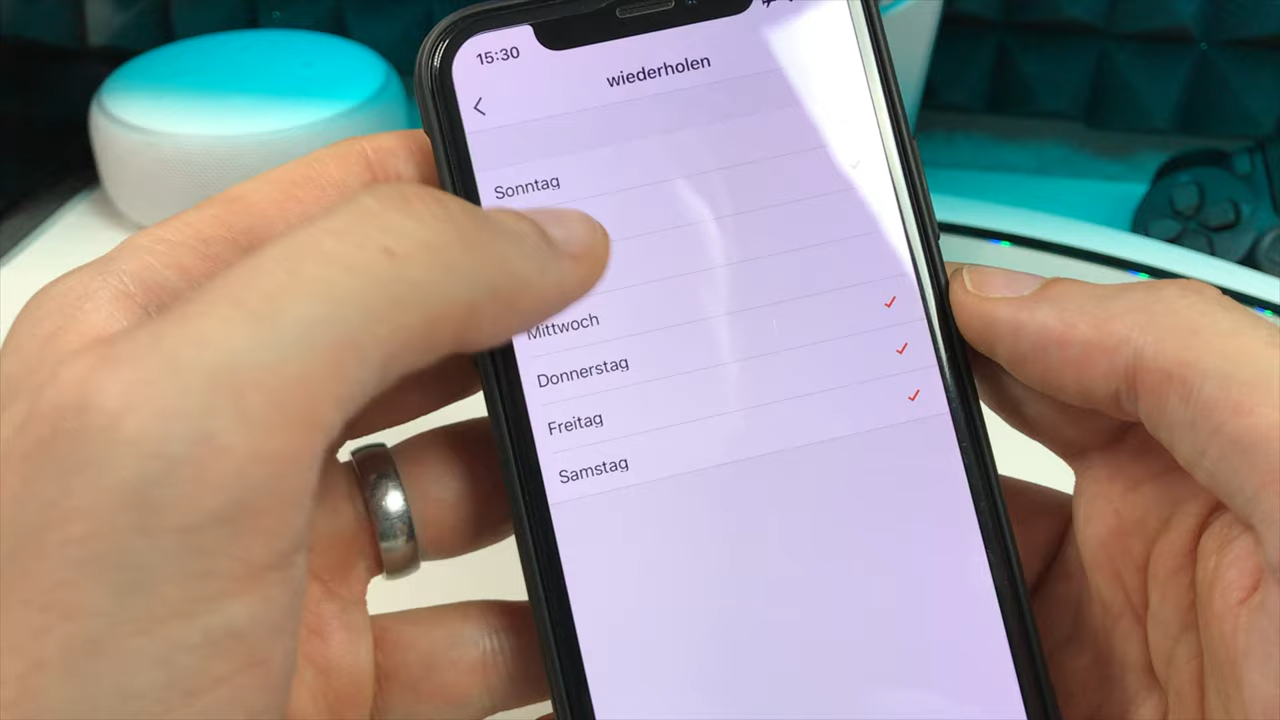 15:30
wiederholen
Sonntag
Mittwoch
Donnerstag
Freitag
Samstag